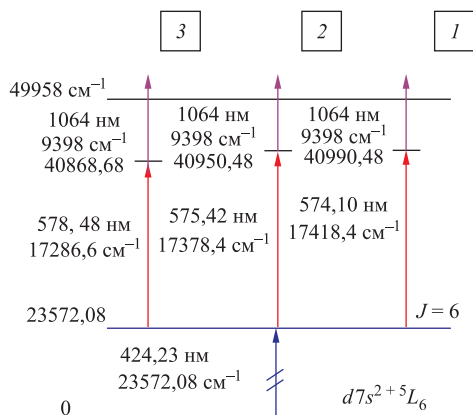 3 2 1
49958 см⁻¹
1064 нм 1064 нм 1064 нм
9398 см⁻¹ 9398 см⁻¹ 9398 см⁻¹
40868,68 40950,48 40990,48
578, 48 нм 575,42 нм 574,10 нм
17286,6 см⁻¹ 17378,4 см⁻¹ 17418,4 см⁻¹
23572,08 J = 6
424,23 нм
23572,08 см⁻¹
0 d7s² ⁺ ⁵L₆